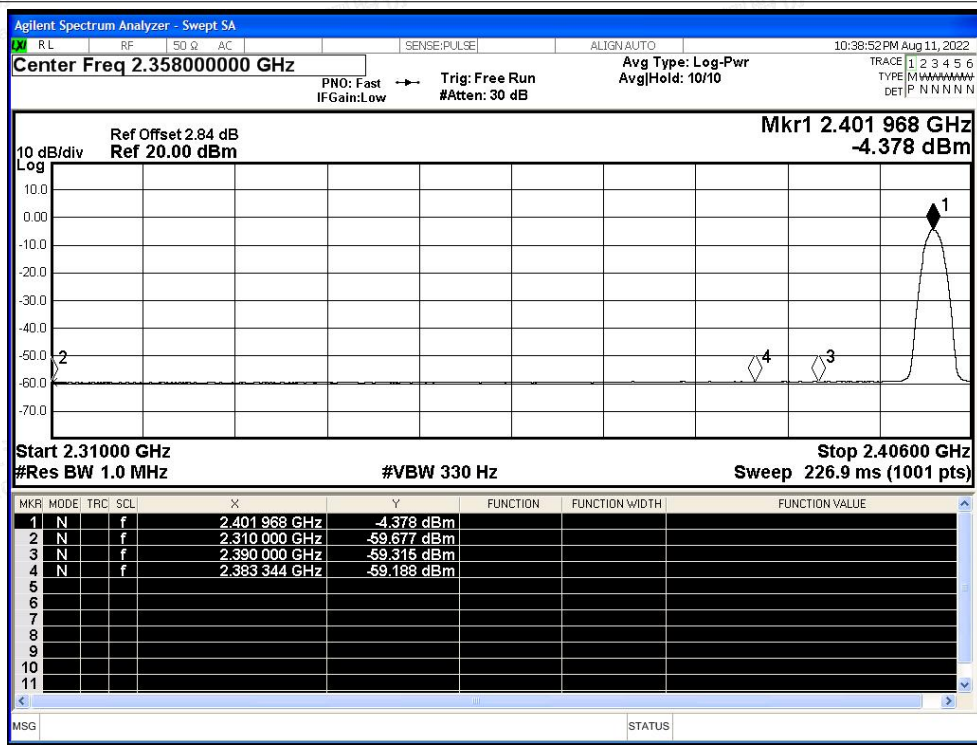 Agilent Spectrum Analyzer - Swept SA
LXI RL RF 50 Ω AC SENSE:PULSE ALIGN AUTO 10:38:52 PM Aug 11, 2022
Center Freq 2.358000000 GHz
PNO: Fast
IFGain:Low
Trig: Free Run
#Atten: 30 dB
Avg Type: Log-Pwr
Avg|Hold: 10/10
TRACE 1 2 3 4 5 6
TYPE M
DET P N N N N N
Ref Offset 2.84 dB
10 dB/div Ref 20.00 dBm
Log
Mkr1 2.401 968 GHz
-4.378 dBm
10.0
0.00
-10.0
-20.0
-30.0
-40.0
-50.0
-60.0
-70.0
1
2
4
3
Start 2.31000 GHz Stop 2.40600 GHz
#Res BW 1.0 MHz #VBW 330 Hz Sweep 226.9 ms (1001 pts)
MKR MODE TRC SCL X Y FUNCTION FUNCTION WIDTH FUNCTION VALUE
1 N f 2.401 968 GHz -4.378 dBm
2 N f 2.310 000 GHz -59.677 dBm
3 N f 2.390 000 GHz -59.315 dBm
4 N f 2.383 344 GHz -59.188 dBm
5
6
7
8
9
10
11
MSG STATUS